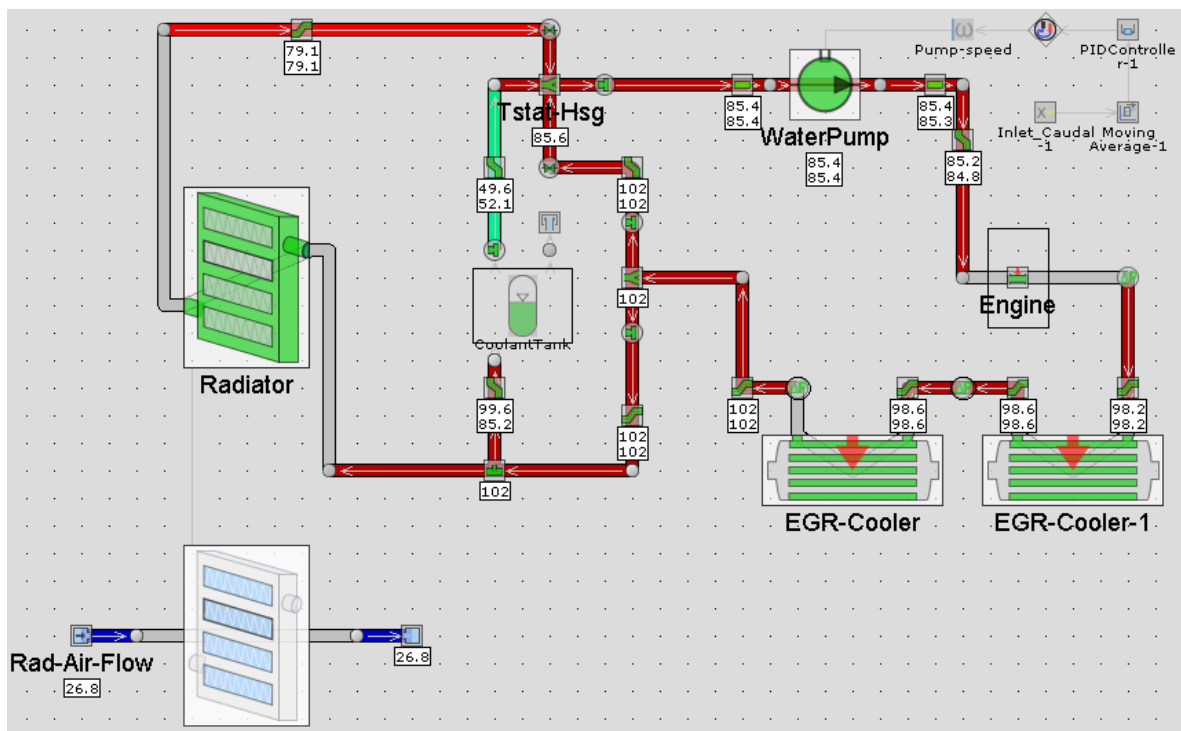 79.1
79.1
Pump-speed
PIDControlle
r-1
Tstat-Hsg
85.6
85.4
85.4
WaterPump
85.4
85.4
85.4
85.3
Inlet_Caudal
-1
Moving_
Average-1
85.2
84.8
49.6
52.1
102
102
102
Engine
CoolantTank
Radiator
99.6
85.2
102
102
102
102
102
98.6
98.6
98.6
98.6
98.2
98.2
EGR-Cooler
EGR-Cooler-1
Rad-Air-Flow
26.8
26.8